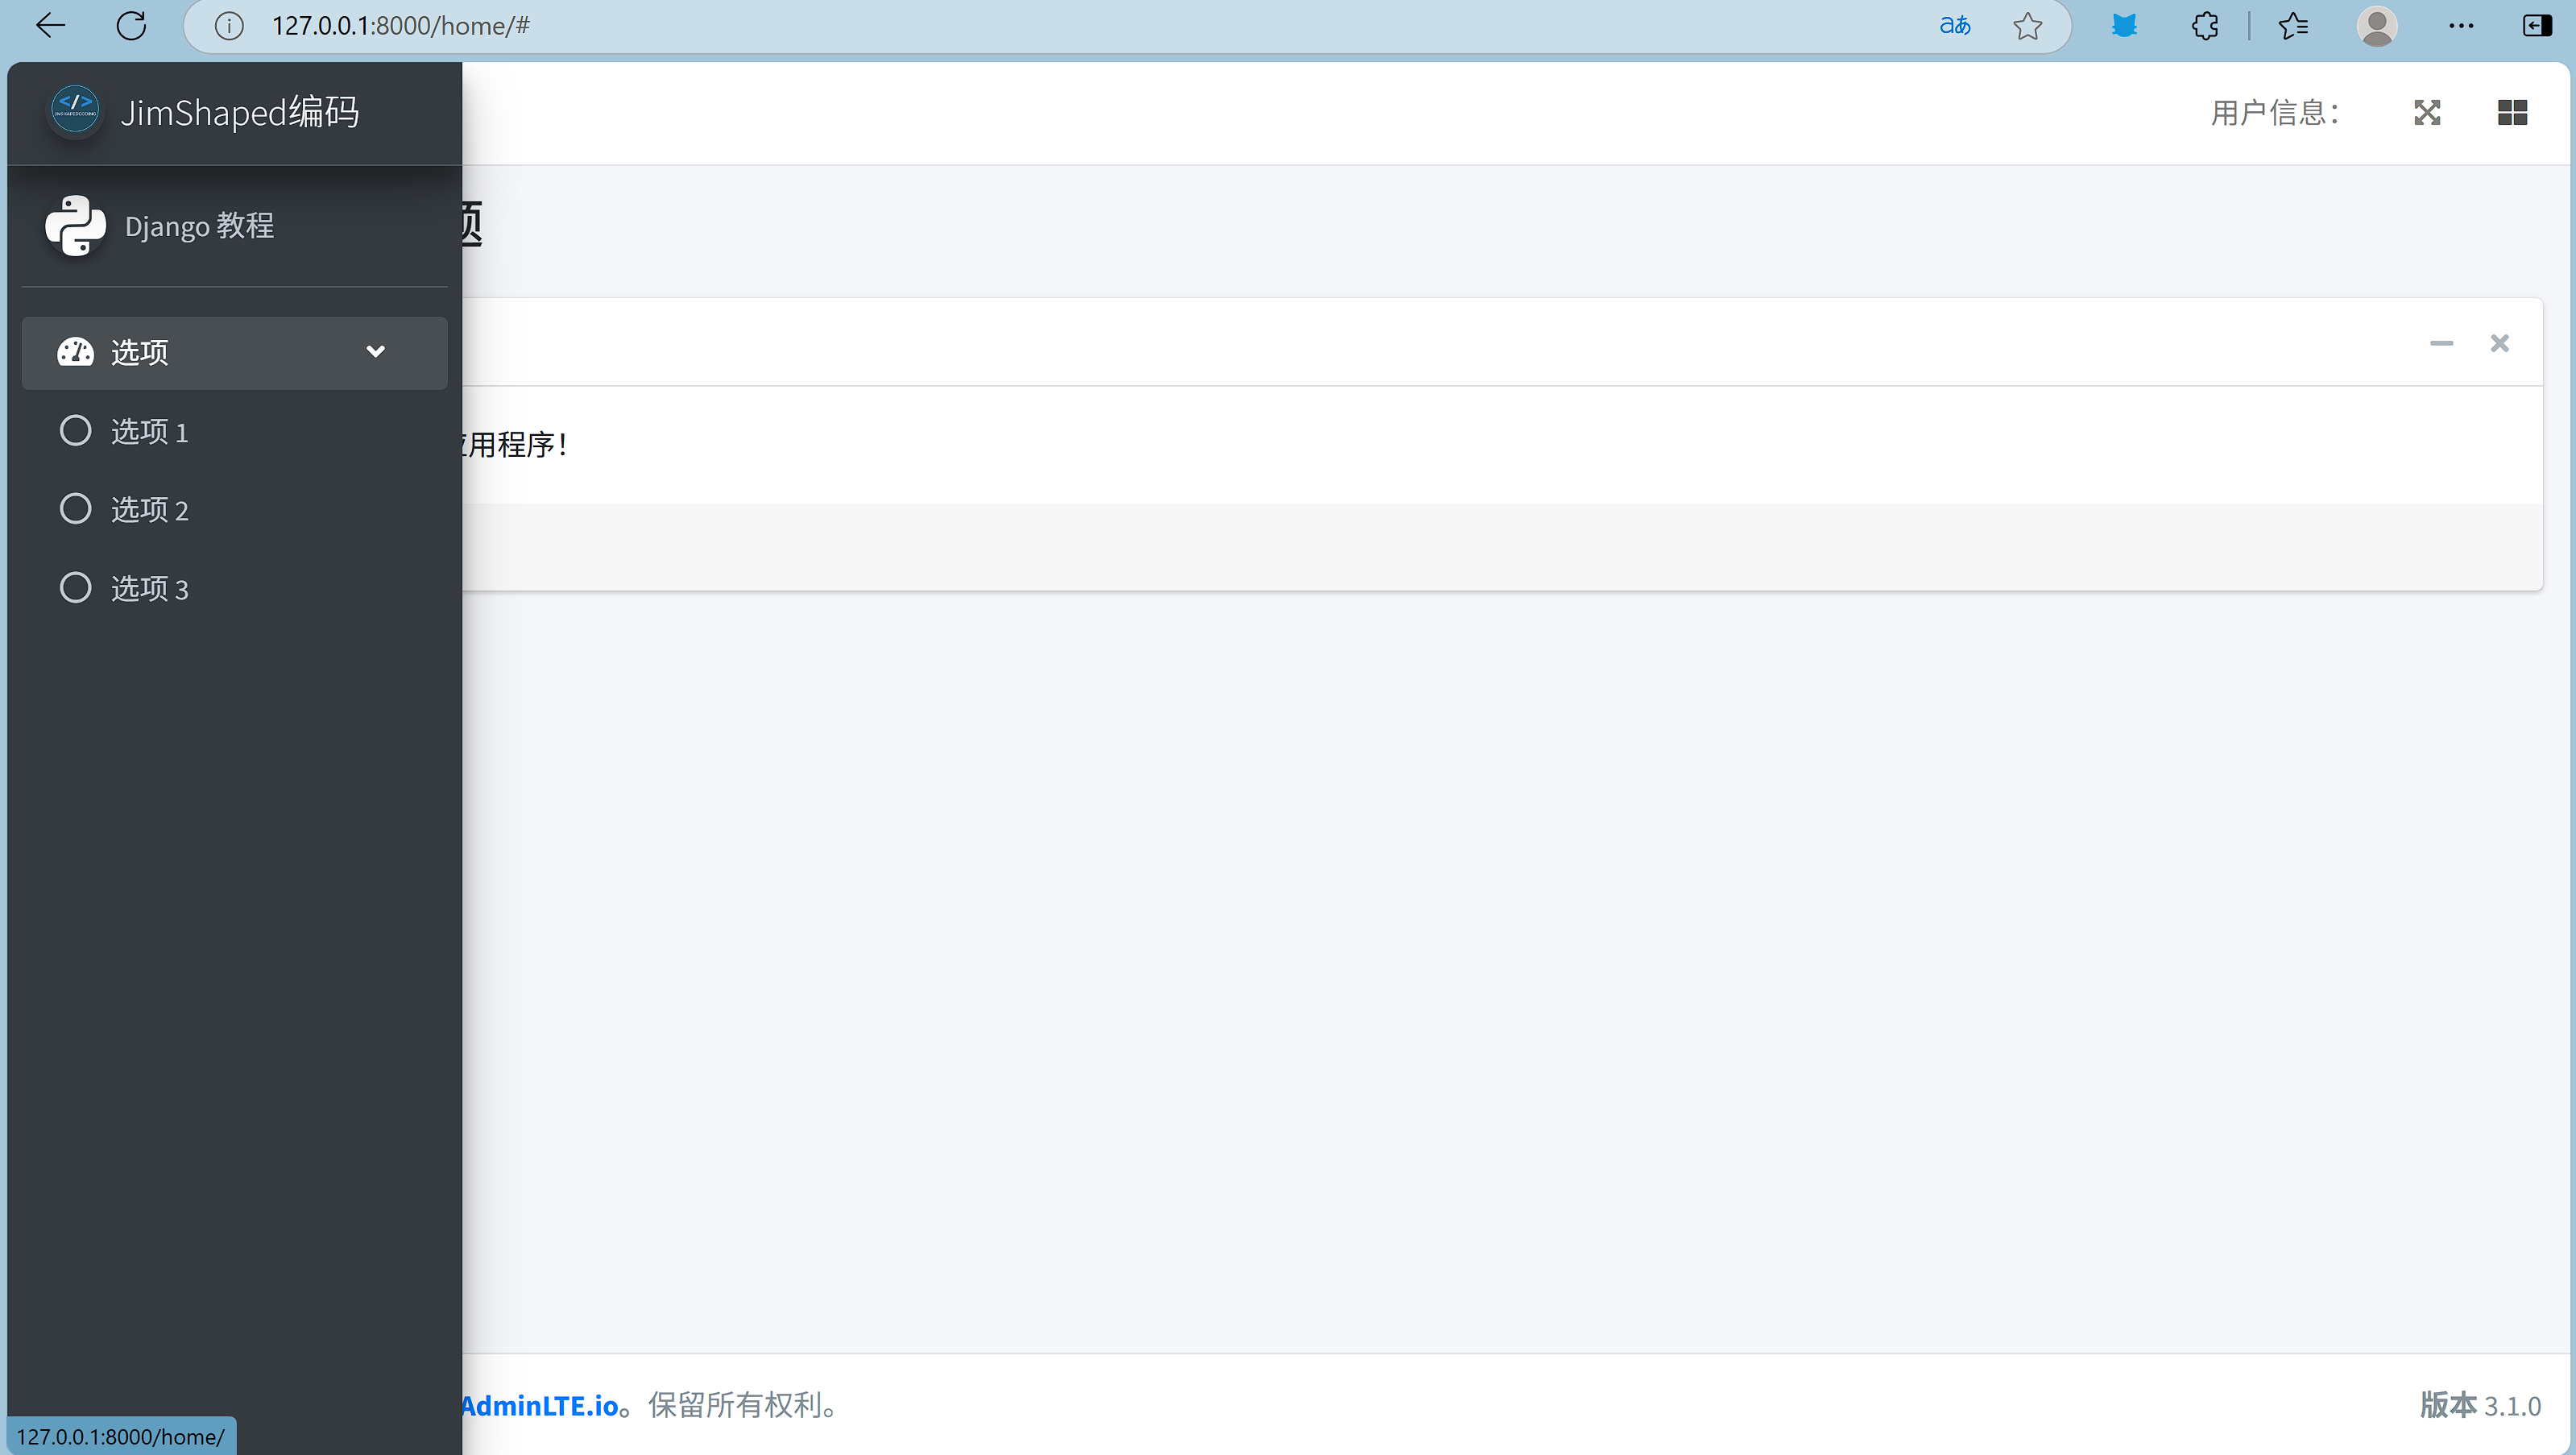 127.0.0.1:8000/home/#
aあ
JimShaped编码
用户信息：
Django 教程
题
选项
选项 1
应用程序！
选项 2
选项 3
AdminLTE.io。保留所有权利。
版本 3.1.0
127.0.0.1:8000/home/